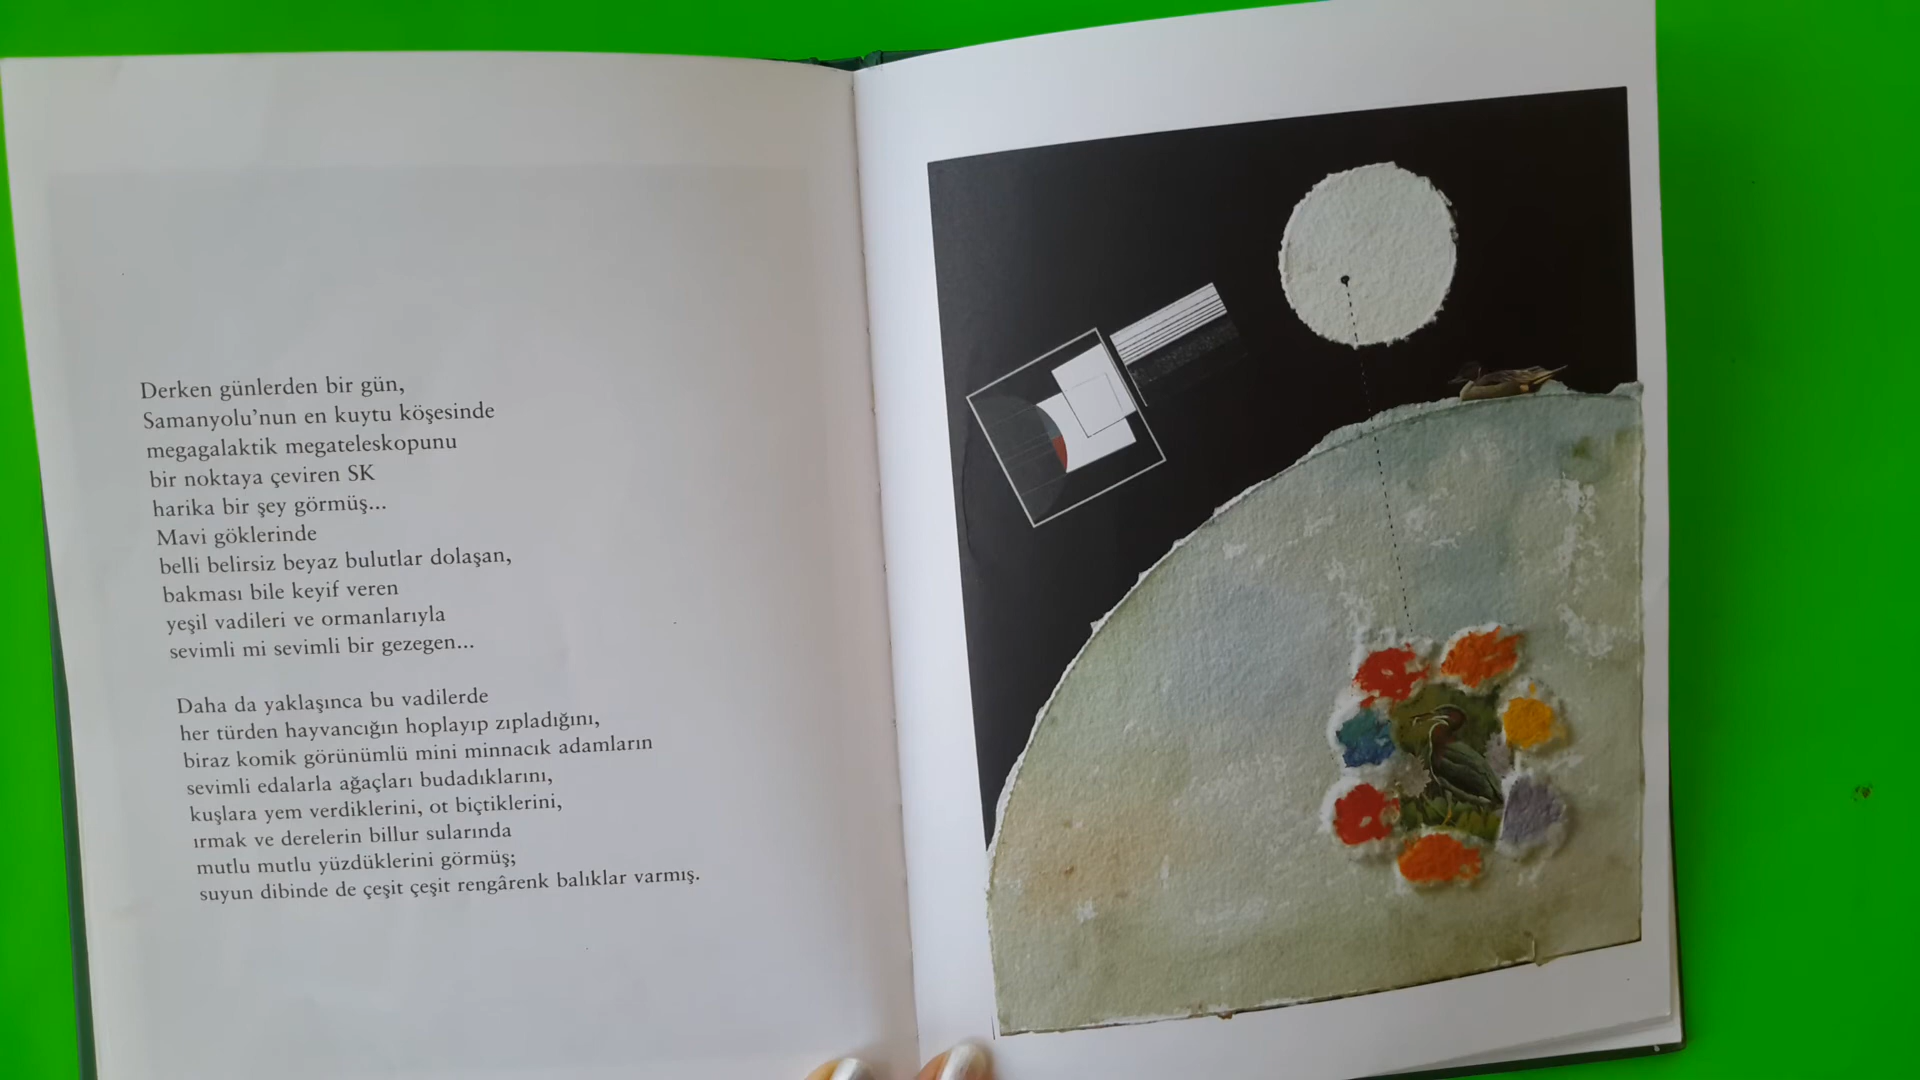 Derken günlerden bir gün,
Samanyolu'nun en kuytu köşesinde
megagalaktik megateleskopunu
bir noktaya çeviren SK
harika bir şey görmüş...
Mavi göklerinde
belli belirsiz beyaz bulutlar dolaşan,
bakması bile keyif veren
yeşil vadileri ve ormanlarıyla
sevimli mi sevimli bir gezegen...
Daha da yaklaşınca bu vadilerde
her türden hayvancığın hoplayıp zıpladığını,
biraz komik görünümlü mini minnacık adamların
sevimli edalarla ağaçları budadıklarını,
kuşlara yem verdiklerini, ot biçtiklerini,
ırmak ve derelerin billur sularında
mutlu mutlu yüzdüklerini görmüş;
suyun dibinde de çeşit çeşit rengârenk balıklar varmış.